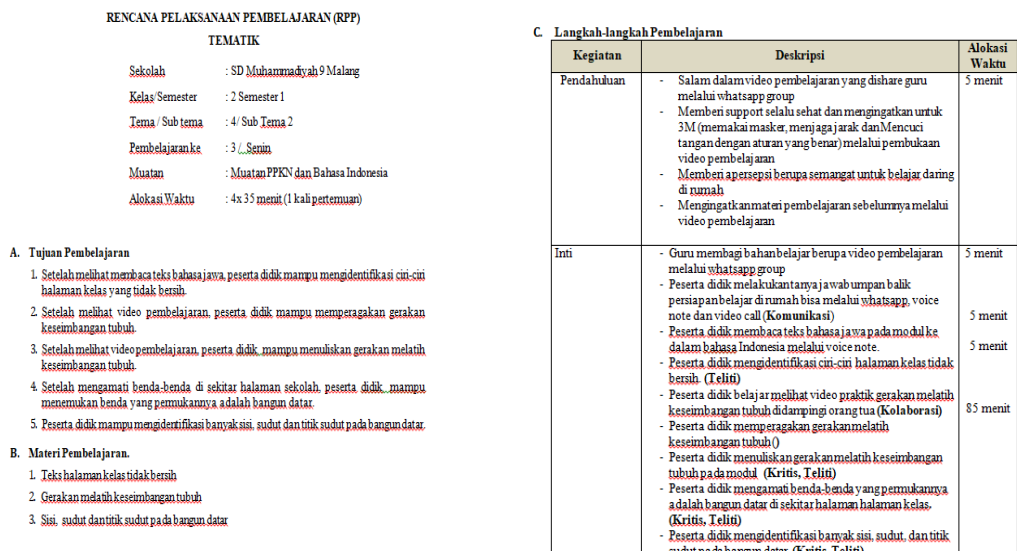 RENCANA PELAKSANAAN PEMBELAJARAN (RPP)
TEMATIK
Sekolah : SD Muhammadiyah 9 Malang
Kelas/Semester : 2 Semester 1
Tema / Sub tema : 4/ Sub Tema 2
Pembelajaran ke : 3 / Senin
Muatan : Muatan PPKN dan Bahasa Indonesia
Alokasi Waktu : 4x 35 menit (1 kali pertemuan)
A. Tujuan Pembelajaran
1. Setelah melihat membaca teks bahasa jawa, peserta didik mampu mengidentifikasi ciri-ciri
halaman kelas yang tidak bersih.
2. Setelah melihat video pembelajaran, peserta didik mampu memperagakan gerakan
keseimbangan tubuh.
3. Setelah melihat video pembelajaran, peserta didik mampu menuliskan gerakan melatih
keseimbangan tubuh.
4. Setelah mengamati benda-benda di sekitar halaman sekolah, peserta didik mampu
menemukan benda yang permukannya adalah bangun datar.
5. Peserta didik mampu mengidentifikasi banyak sisi, sudut dan titik sudut pada bangun datar.
B. Materi Pembelajaran.
1. Teks halaman kelas tidak bersih
2. Gerakan melatih keseimbangan tubuh
3. Sisi, sudut dan titik sudut pada bangun datar
C. Langkah-langkah Pembelajaran
Kegiatan Deskripsi Alokasi
Waktu
Pendahuluan - Salam dalam video pembelajaran yang dishare guru 5 menit
melalui whatsapp group
- Memberi support selalu sehat dan mengingatkan untuk
3M (memakai masker, menjaga jarak dan Mencuci
tangan dengan aturan yang benar) melalui pembukaan
video pembelajaran
- Memberi apersepsi berupa semangat untuk belajar daring
di rumah
- Mengingatkan materi pembelajaran sebelumnya melalui
video pembelajaran
Inti - Guru membagi bahan belajar berupa video pembelajaran 5 menit
melalui whatsapp group
- Peserta didik melakukan tanya jawab umpan balik
persiapan belajar di rumah bisa melalui whatsapp, voice
note dan video call (Komunikasi) 5 menit
- Peserta didik membaca teks bahasa jawa pada modul ke
dalam bahasa Indonesia melalui voice note. 5 menit
- Peserta didik mengidentifikasi ciri-ciri halaman kelas tidak
bersih. (Teliti)
- Peserta didik belajar melihat video praktik gerakan melatih
keseimbangan tubuh didampingi orang tua (Kolaborasi) 85 menit
- Peserta didik memperagakan gerakan melatih
keseimbangan tubuh ()
- Peserta didik menuliskan gerakan melatih keseimbangan
tubuh pada modul (Kritis, Teliti)
- Peserta didik mengamati benda-benda yang permukannya
adalah bangun datar di sekitar halaman halaman kelas.
(Kritis, Teliti)
- Peserta didik mengidentifikasi banyak sisi, sudut, dan titik
sudut pada bangun datar. (Kritis, Teliti)